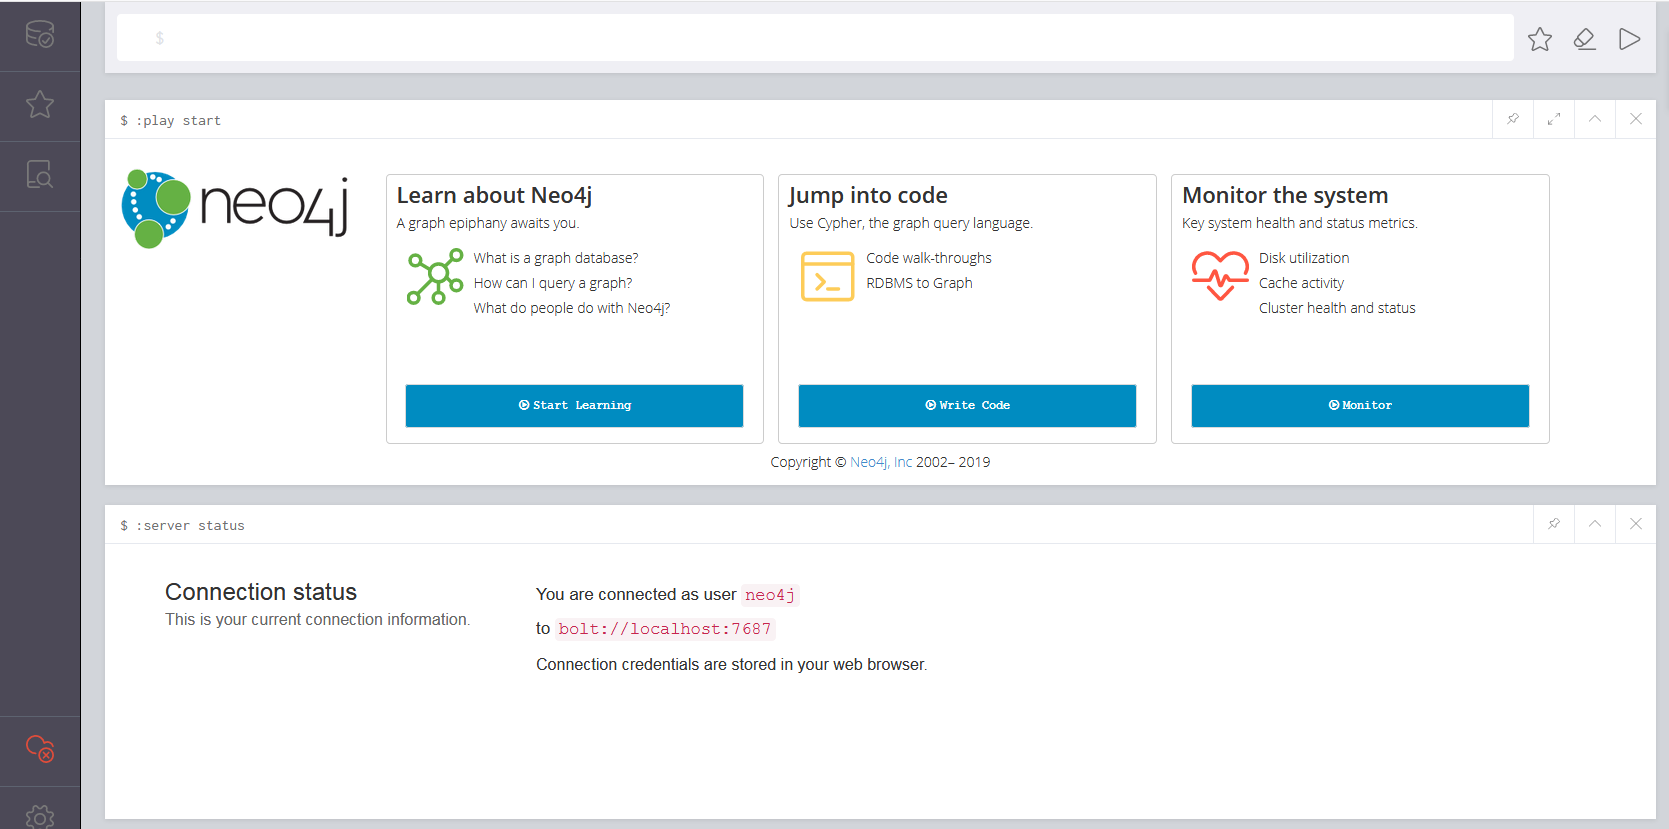 $
$ :play start
neo4j
Learn about Neo4j
A graph epiphany awaits you.
What is a graph database?
How can I query a graph?
What do people do with Neo4j?
Start Learning
Jump into code
Use Cypher, the graph query language.
Code walk-throughs
RDBMS to Graph
Write Code
Monitor the system
Key system health and status metrics.
Disk utilization
Cache activity
Cluster health and status
Monitor
Copyright © Neo4j, Inc 2002– 2019
$ :server status
Connection status
This is your current connection information.
You are connected as user neo4j
to bolt://localhost:7687
Connection credentials are stored in your web browser.